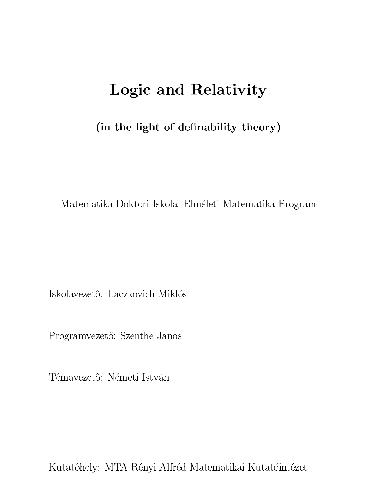 Logic and Relativity
(in the light of definability theory)
Matematika Doktori Iskola Elméleti Matematika Program
Iskolavezető: Laczkovich Miklós
Programvezető: Szenthe János
Témavezető: Németi István
Kutatóhely: MTA Rényi Alfréd Matematikai Kutatóintézet